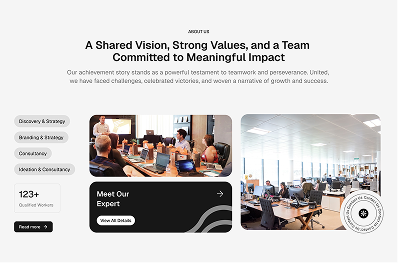 ABOUT US
A Shared Vision, Strong Values, and a Team
Committed to Meaningful Impact
Our achievement story stands as a powerful testament to teamwork and perseverance. United,
we have faced challenges, celebrated victories, and woven a narrative of growth and success.
Discovery & Strategy
Branding & Strategy
Consultancy
Ideation & Consultancy
123+
Qualified Workers
Read more
Meet Our
Expert
View All Details